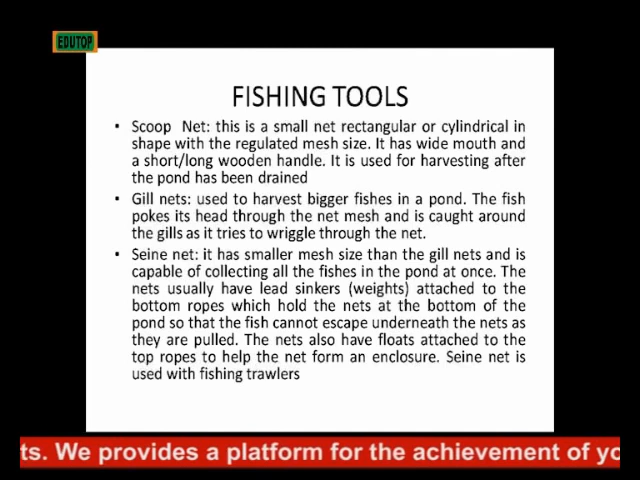 EDUTOP
FISHING TOOLS
• Scoop Net: this is a small net rectangular or cylindrical in
shape with the regulated mesh size. It has wide mouth and
a short/long wooden handle. It is used for harvesting after
the pond has been drained
• Gill nets: used to harvest bigger fishes in a pond. The fish
pokes its head through the net mesh and is caught around
the gills as it tries to wriggle through the net.
• Seine net: it has smaller mesh size than the gill nets and is
capable of collecting all the fishes in the pond at once. The
nets usually have lead sinkers (weights) attached to the
bottom ropes which hold the nets at the bottom of the
pond so that the fish cannot escape underneath the nets as
they are pulled. The nets also have floats attached to the
top ropes to help the net form an enclosure. Seine net is
used with fishing trawlers
ts. We provides a platform for the achievement of yo